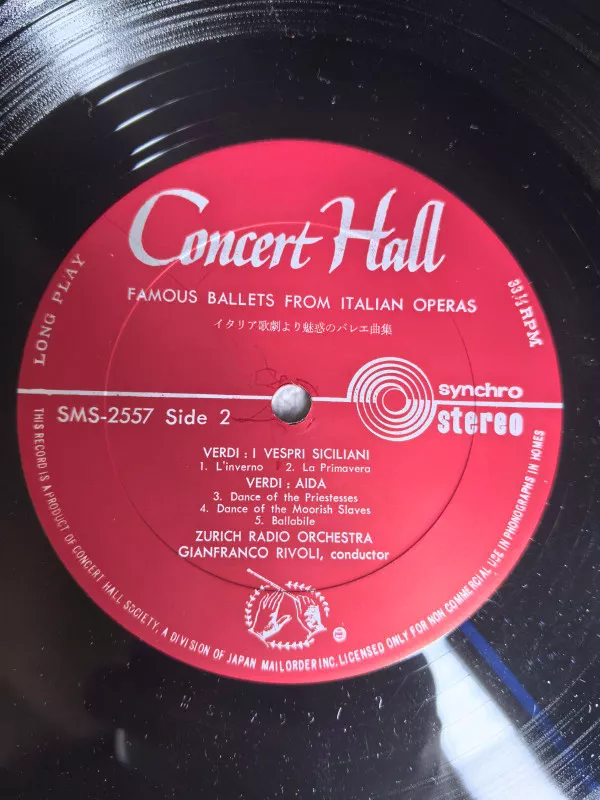 Concert Hall
FAMOUS BALLETS FROM ITALIAN OPERAS
イタリア歌劇より魅惑のバレエ曲集
LONG PLAY
33⅓ RPM
synchro
stereo
SMS-2557 Side 2
VERDI : I VESPRI SICILIANI
1. L'inverno 2. La Primavera
VERDI : AIDA
3. Dance of the Priestesses
4. Dance of the Moorish Slaves
5. Ballabile
ZURICH RADIO ORCHESTRA
GIANFRANCO RIVOLI, conductor
THIS RECORD IS A PRODUCT OF CONCERT HALL SOCIETY, A DIVISION OF JAPAN MAIL ORDER INC. LICENSED ONLY FOR NON COMMERCIAL USE IN PHONOGRAPHS IN HOMES